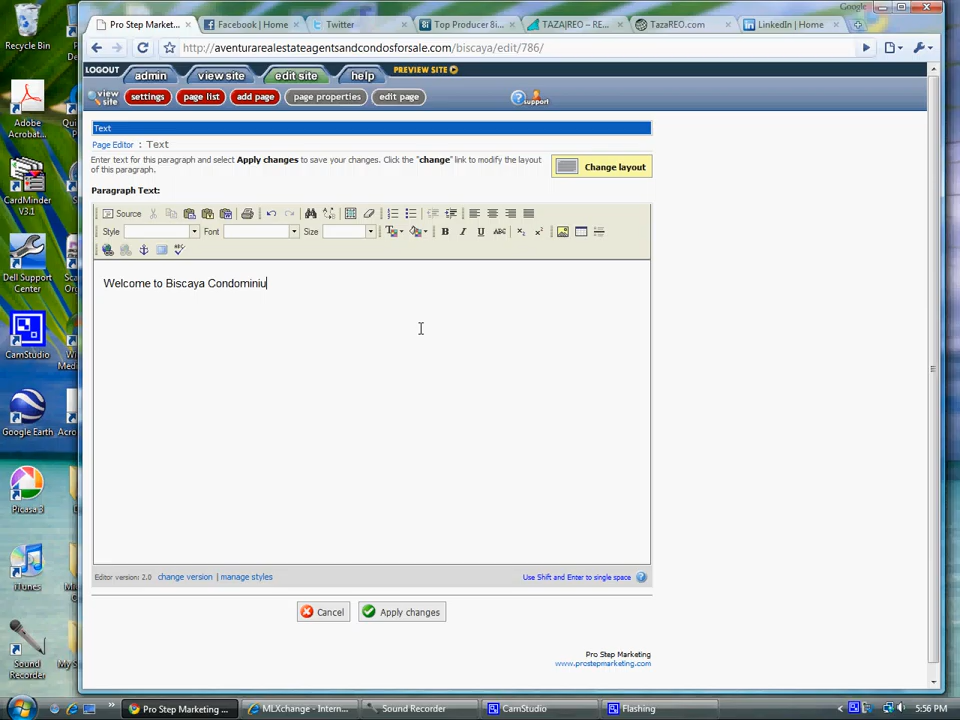 Recycle Bin
Adobe Acrobat...
CardMinder V3.1
Dell Support Center
CamStudio
Google Earth
Picasa 3
iTunes
Sound Recorder
Google
Pro Step Market...
Facebook | Home
Twitter
Top Producer 8i...
TAZA|REO – RE...
TazaREO.com
LinkedIn | Home
http://aventurarealestateagentsandcondosforsale.com/biscaya/edit/786/
LOGOUT admin view site edit site help PREVIEW SITE
view site settings page list add page page properties edit page support
Text
Page Editor : Text
Enter text for this paragraph and select Apply changes to save your changes. Click the "change" link to modify the layout
of this paragraph.
Change layout
Paragraph Text:
Source
Style Font Size
Welcome to Biscaya Condominiu
Editor version: 2.0 change version | manage styles Use Shift and Enter to single space
Cancel Apply changes
Pro Step Marketing
www.prostepmarketing.com
Pro Step Marketing ... MLXchange - Intern... Sound Recorder CamStudio Flashing 5:56 PM